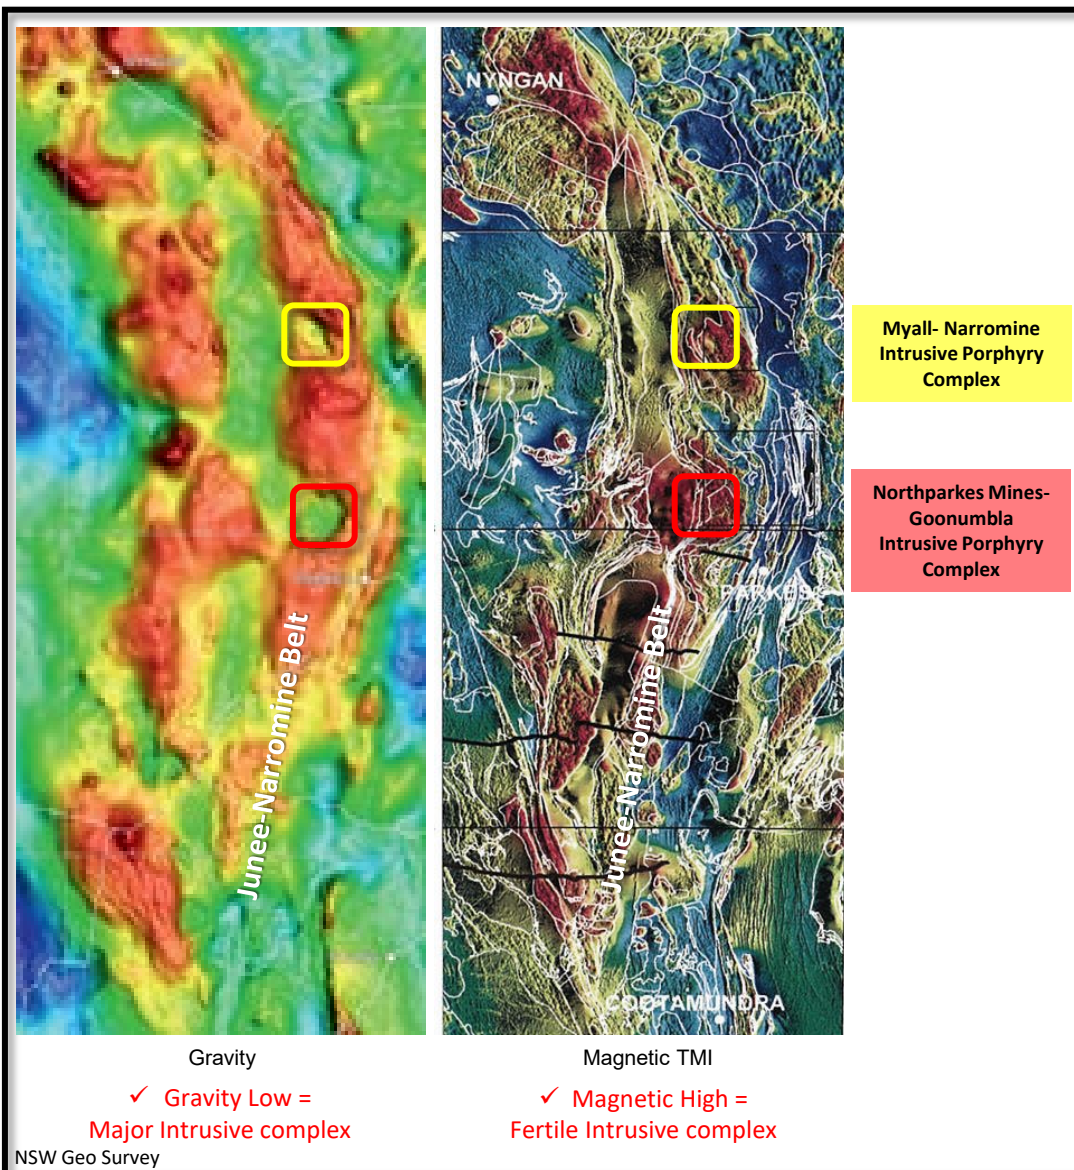 NYNGAN
PARKES
COOTAMUNDRA
Junee-Narromine Belt
Junee-Narromine Belt
Myall- Narromine
Intrusive Porphyry
Complex
Northparkes Mines-
Goonumbla
Intrusive Porphyry
Complex
Gravity
Magnetic TMI
✓ Gravity Low =
Major Intrusive complex
✓ Magnetic High =
Fertile Intrusive complex
NSW Geo Survey